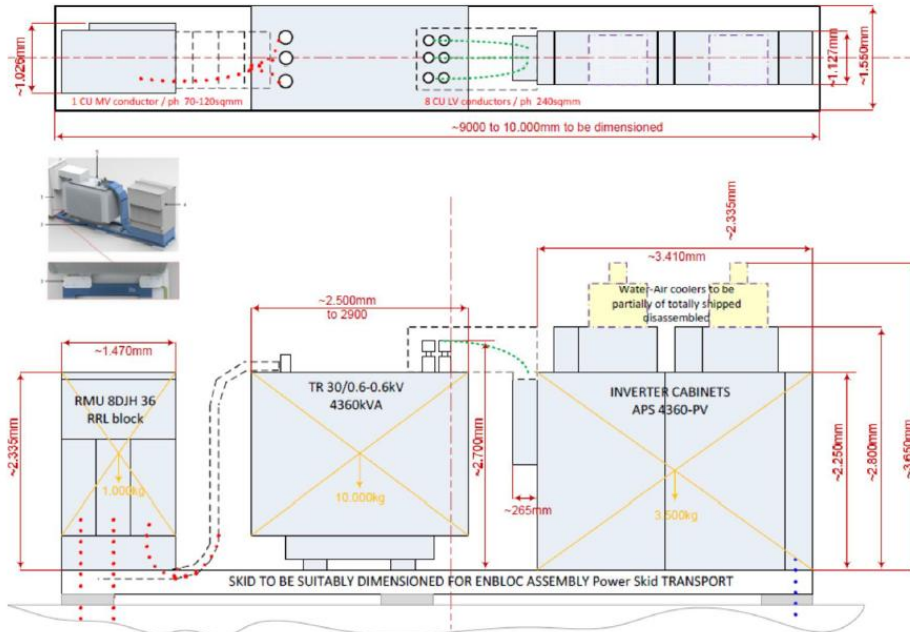 ~1.026mm
1 CU MV conductor / ph 70-120sqmm
8 CU LV conductors / ph 240sqmm
~1.127mm
~1.550mm
~9000 to 10.000mm to be dimensioned
~2.335mm
~3.410mm
Water-Air coolers to be
partially of totally shipped
disassembled
~2.500mm
to 2900
~1.470mm
RMU 8DJH 36
RRL block
TR 30/0.6-0.6kV
4360kVA
INVERTER CABINETS
APS 4360-PV
~2.335mm
1.000kg
10.000kg
~2.700mm
~265mm
3.500kg
~2.250mm
~2.800mm
~3.650mm
SKID TO BE SUITABLY DIMENSIONED FOR ENBLOC ASSEMBLY Power Skid TRANSPORT